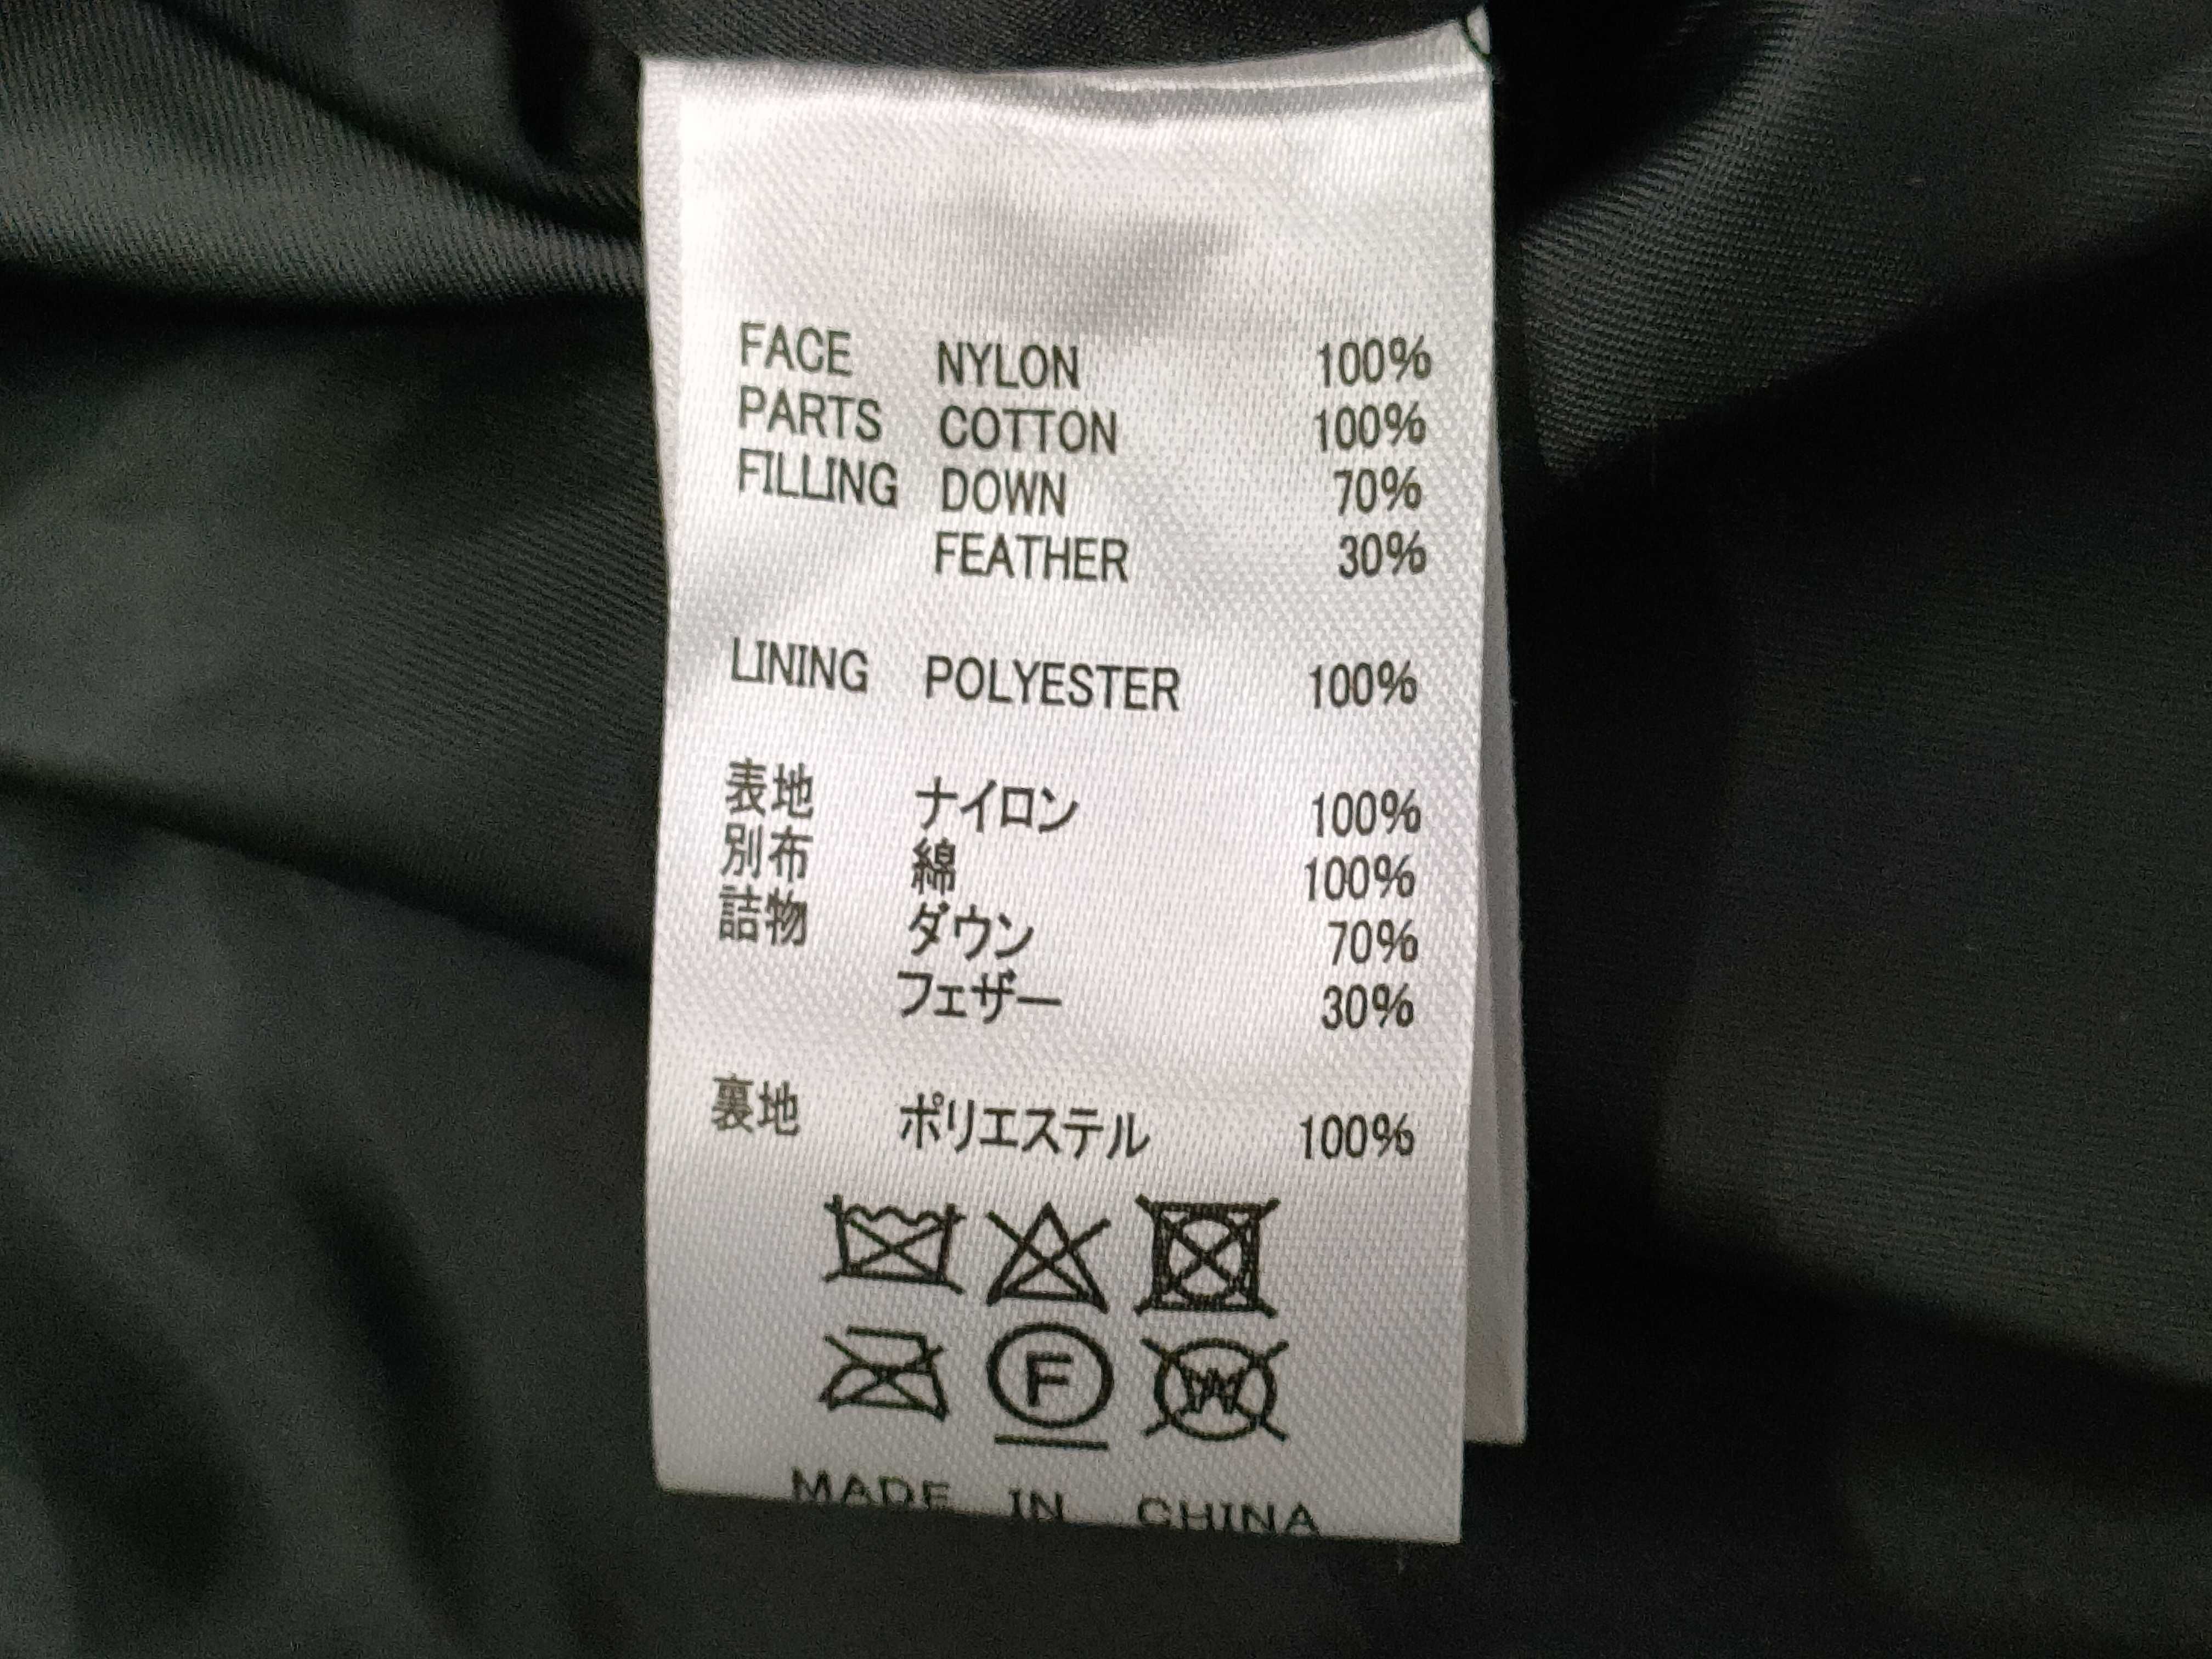 FACE NYLON 100%
PARTS COTTON 100%
FILLING DOWN 70%
FEATHER 30%
LINING POLYESTER 100%
表地 ナイロン 100%
別布 綿 100%
詰物 ダウン 70%
フェザー 30%
裏地 ポリエステル 100%
F W
MADE IN CHINA